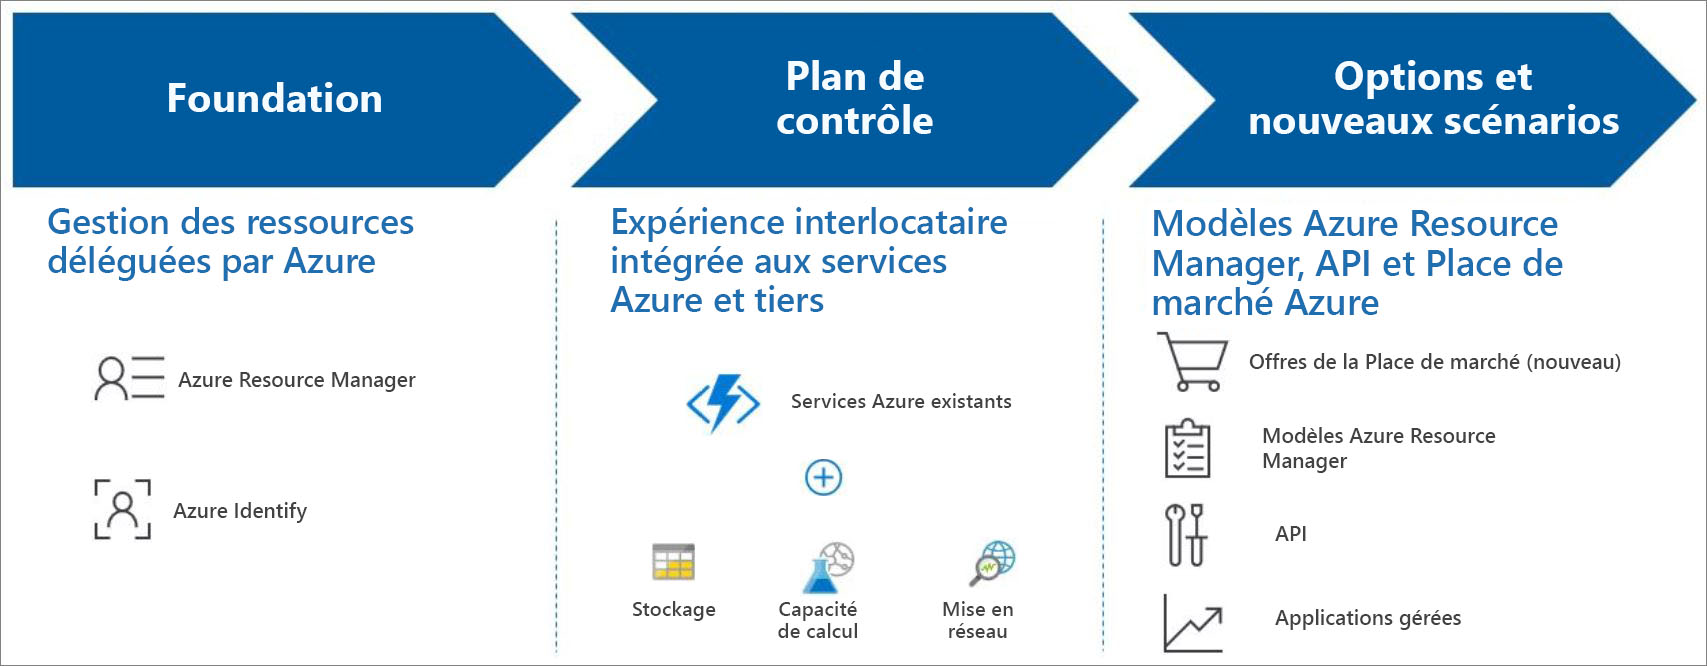 Foundation
Plan de
contrôle
Options et
nouveaux scénarios
Gestion des ressources
déléguées par Azure
Azure Resource Manager
Azure Identify
Expérience interlocataire
intégrée aux services
Azure et tiers
Services Azure existants
Stockage
Capacité
de calcul
Mise en
réseau
Modèles Azure Resource
Manager, API et Place de
marché Azure
Offres de la Place de marché (nouveau)
Modèles Azure Resource
Manager
API
Applications gérées